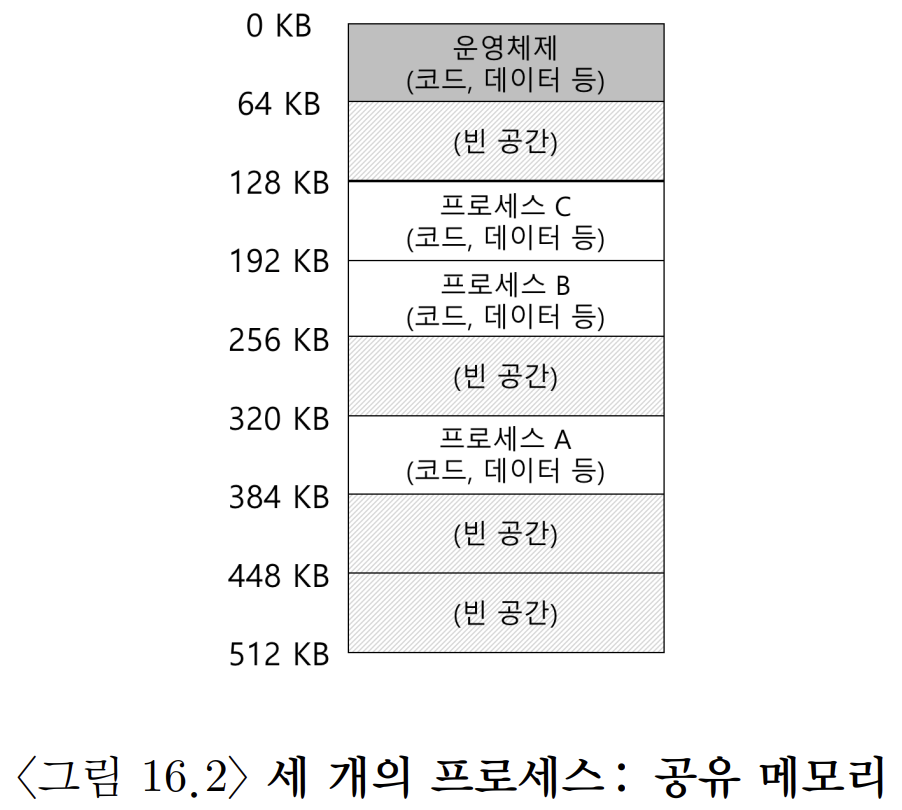 0 KB
운영체제
(코드, 데이터 등)
64 KB
(빈 공간)
128 KB
프로세스 C
(코드, 데이터 등)
192 KB
프로세스 B
(코드, 데이터 등)
256 KB
(빈 공간)
320 KB
프로세스 A
(코드, 데이터 등)
384 KB
(빈 공간)
448 KB
(빈 공간)
512 KB
〈그림 16.2〉 세 개의 프로세스: 공유 메모리